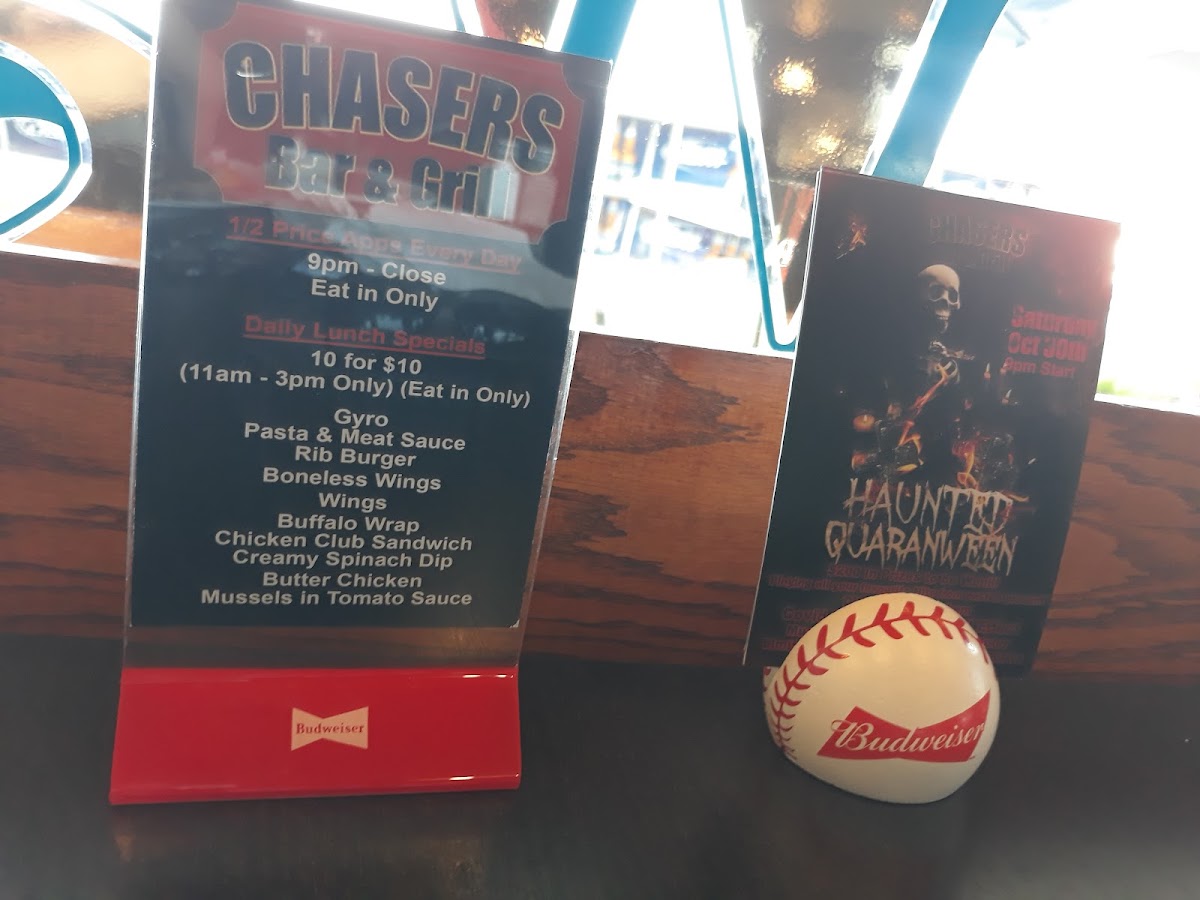 CHASERS
Bar & Grill
1/2 Price Apps Every Day
9pm - Close
Eat in Only
Daily Lunch Specials
10 for $10
(11am - 3pm Only) (Eat in Only)
Gyro
Pasta & Meat Sauce
Rib Burger
Boneless Wings
Wings
Buffalo Wrap
Chicken Club Sandwich
Creamy Spinach Dip
Butter Chicken
Mussels in Tomato Sauce
Budweiser
CHASERS
Saturday
Oct 30th
9pm Start
HAUNTED
QUARANWEEN
Budweiser